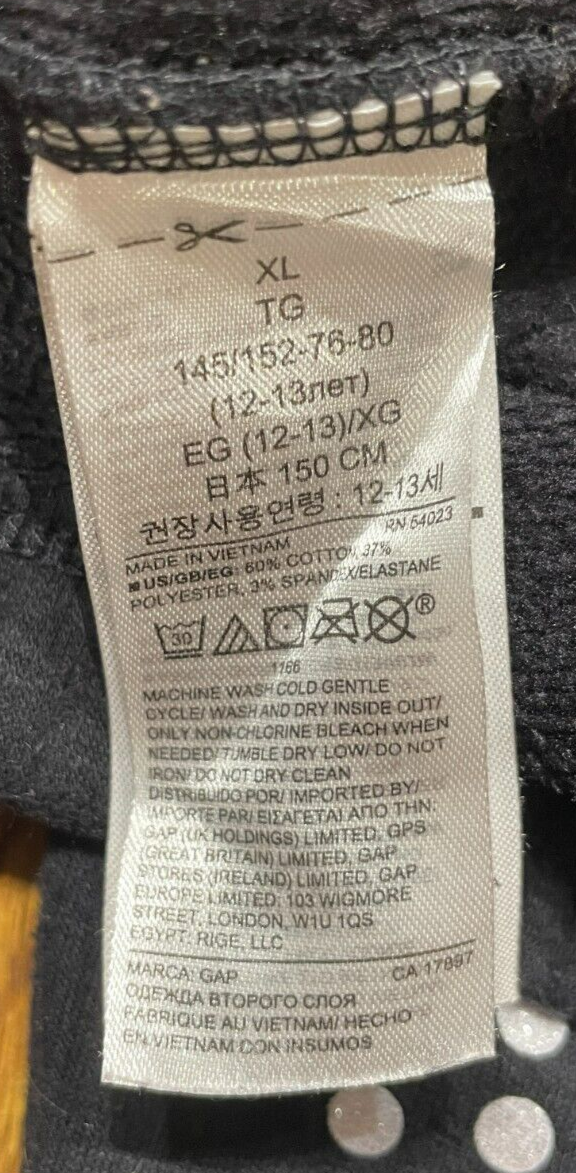 XL
TG
145/152-76-80
(12-13лет)
EG (12-13)/XG
日本 150 CM
권장사용연령 : 12-13세
RN 54023
MADE IN VIETNAM
US/GB/EG: 60% COTTON, 37%
POLYESTER, 3% SPANDEX/ELASTANE
30
®
1166
MACHINE WASH COLD GENTLE
CYCLE/ WASH AND DRY INSIDE OUT/
ONLY NON-CHLORINE BLEACH WHEN
NEEDED/ TUMBLE DRY LOW/ DO NOT
IRON/ DO NOT DRY CLEAN
DISTRIBUIDO POR/ IMPORTED BY/
IMPORTE PAR/ ΕΙΣΑΓΕΤΑΙ ΑΠΟ ΤΗΝ:
GAP (UK HOLDINGS) LIMITED, GPS
(GREAT BRITAIN) LIMITED, GAP
STORES (IRELAND) LIMITED, GAP
EUROPE LIMITED; 103 WIGMORE
STREET, LONDON, W1U 1QS
EGYPT: RIGE, LLC
MARCA: GAP
CA 17897
ОДЕЖДА ВТОРОГО СЛОЯ
FABRIQUE AU VIETNAM/ HECHO
EN VIETNAM CON INSUMOS